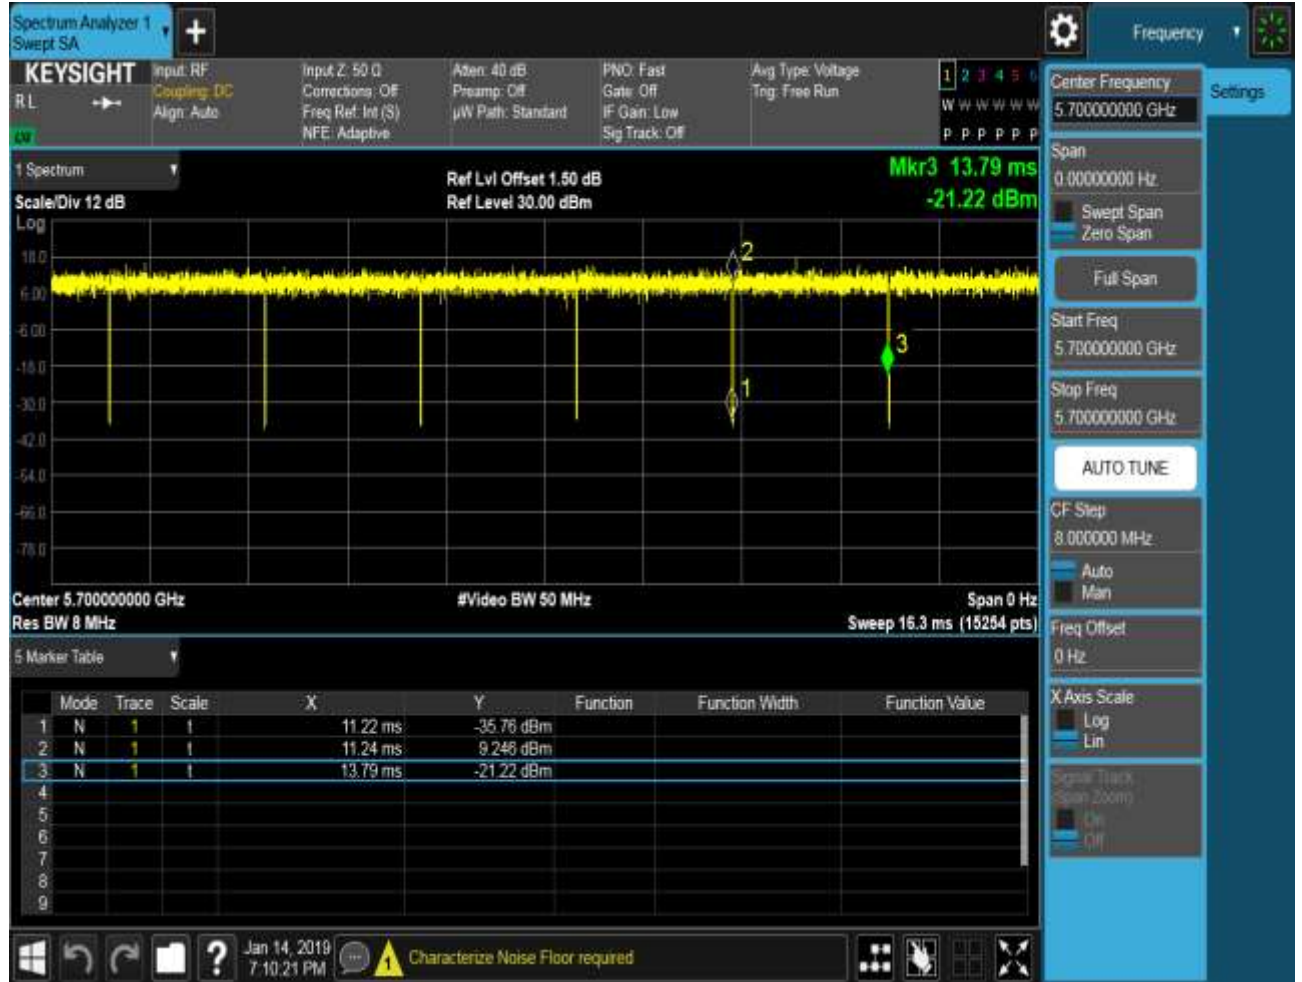 Spectrum Analyzer 1
Swept SA
Frequency
KEYSIGHT
Input: RF
Input Z: 50 Ω
Atten: 40 dB
PNO: Fast
Avg Type: Voltage
1 2 3 4 5 6
RL
Coupling: DC
Corrections: Off
Preamp: Off
Gate: Off
Trig: Free Run
W W W W W W
Align: Auto
Freq Ref: Int (S)
µW Path: Standard
IF Gain: Low
NFE: Adaptive
Sig Track: Off
P P P P P P
1 Spectrum
Ref Lvl Offset 1.50 dB
Mkr3 13.79 ms
Scale/Div 12 dB
Ref Level 30.00 dBm
-21.22 dBm
Log
18.0
6.00
-6.00
-18.0
-30.0
-42.0
-54.0
-66.0
-78.0
2
3
1
Center 5.700000000 GHz
#Video BW 50 MHz
Span 0 Hz
Res BW 8 MHz
Sweep 16.3 ms (15254 pts)
5 Marker Table
Mode Trace Scale X Y Function Function Width Function Value
1 N 1 t 11.22 ms -35.76 dBm
2 N 1 t 11.24 ms 9.246 dBm
3 N 1 t 13.79 ms -21.22 dBm
4
5
6
7
8
9
Jan 14, 2019
7:10:21 PM
1
Characterize Noise Floor required
Center Frequency
5.700000000 GHz
Settings
Span
0.00000000 Hz
Swept Span
Zero Span
Full Span
Start Freq
5.700000000 GHz
Stop Freq
5.700000000 GHz
AUTO TUNE
CF Step
8.000000 MHz
Auto
Man
Freq Offset
0 Hz
X Axis Scale
Log
Lin
Signal Track
(Span Zoom)
On
Off